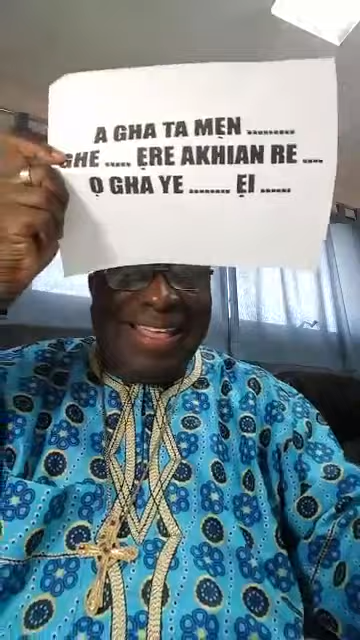 A GHA TA MẸN ..........
GHE ..... ẸRE AKHIAN RE ....
Ọ GHA YE ........ ẸI ......